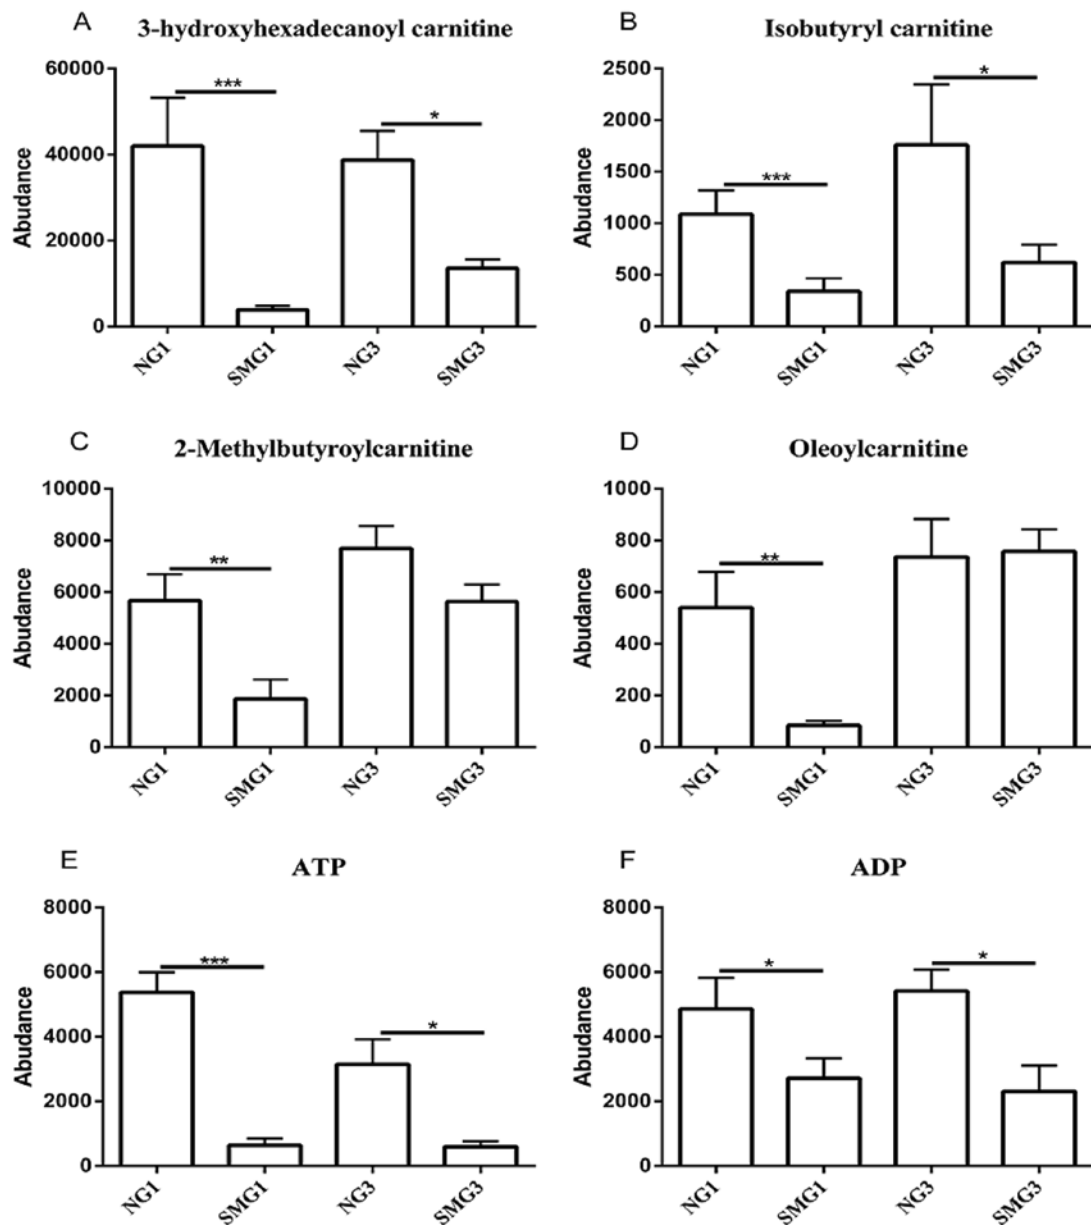 A
3-hydroxyhexadecanoyl carnitine
60000
40000
20000
0
Abudance
***
*
NG1
SMG1
NG3
SMG3
B
Isobutyryl carnitine
2500
2000
1500
1000
500
0
Abudance
***
*
NG1
SMG1
NG3
SMG3
C
2-Methylbutyroylcarnitine
10000
8000
6000
4000
2000
0
Abudance
**
NG1
SMG1
NG3
SMG3
D
Oleoylcarnitine
1000
800
600
400
200
0
Abudance
**
NG1
SMG1
NG3
SMG3
E
ATP
8000
6000
4000
2000
0
Abudance
***
*
NG1
SMG1
NG3
SMG3
F
ADP
8000
6000
4000
2000
0
Abudance
*
*
NG1
SMG1
NG3
SMG3